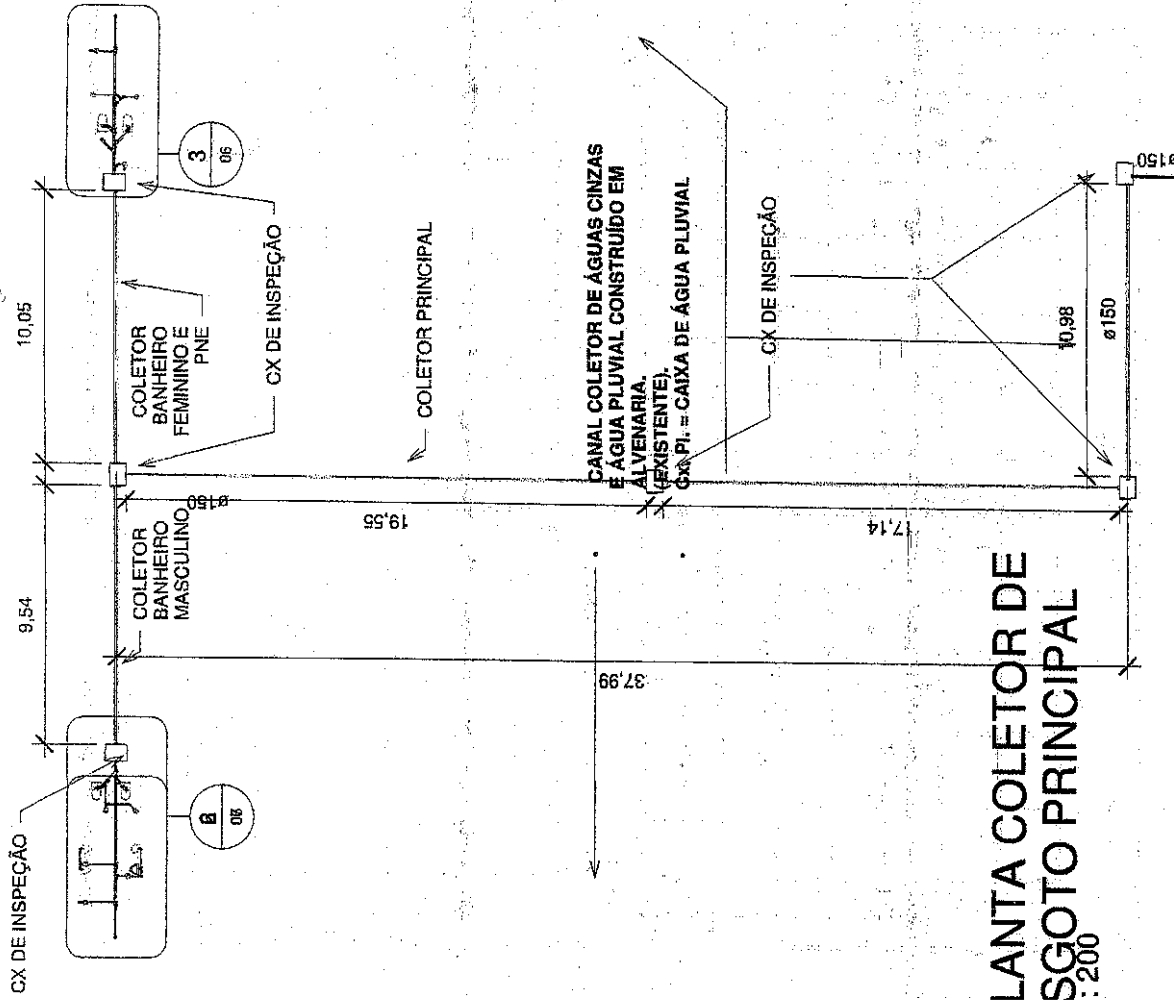 10,05
9,54
CX DE INSPEÇÃO
3
06
COLETOR
BANHEIRO
FEMININO E
PNE
CX DE INSPEÇÃO
COLETOR PRINCIPAL
COLETOR
BANHEIRO
MASCULINO
ø150
19,55
CANAL COLETOR DE ÁGUAS CINZAS
E ÁGUA PLUVIAL CONSTRUÍDO EM
ALVENARIA.
(EXISTENTE).
CX. Pl. = CAIXA DE ÁGUA PLUVIAL
CX DE INSPEÇÃO
17,14
37,99
10,98
ø150
ø150
LANTA COLETOR DE
SGOTO PRINCIPAL
: 200